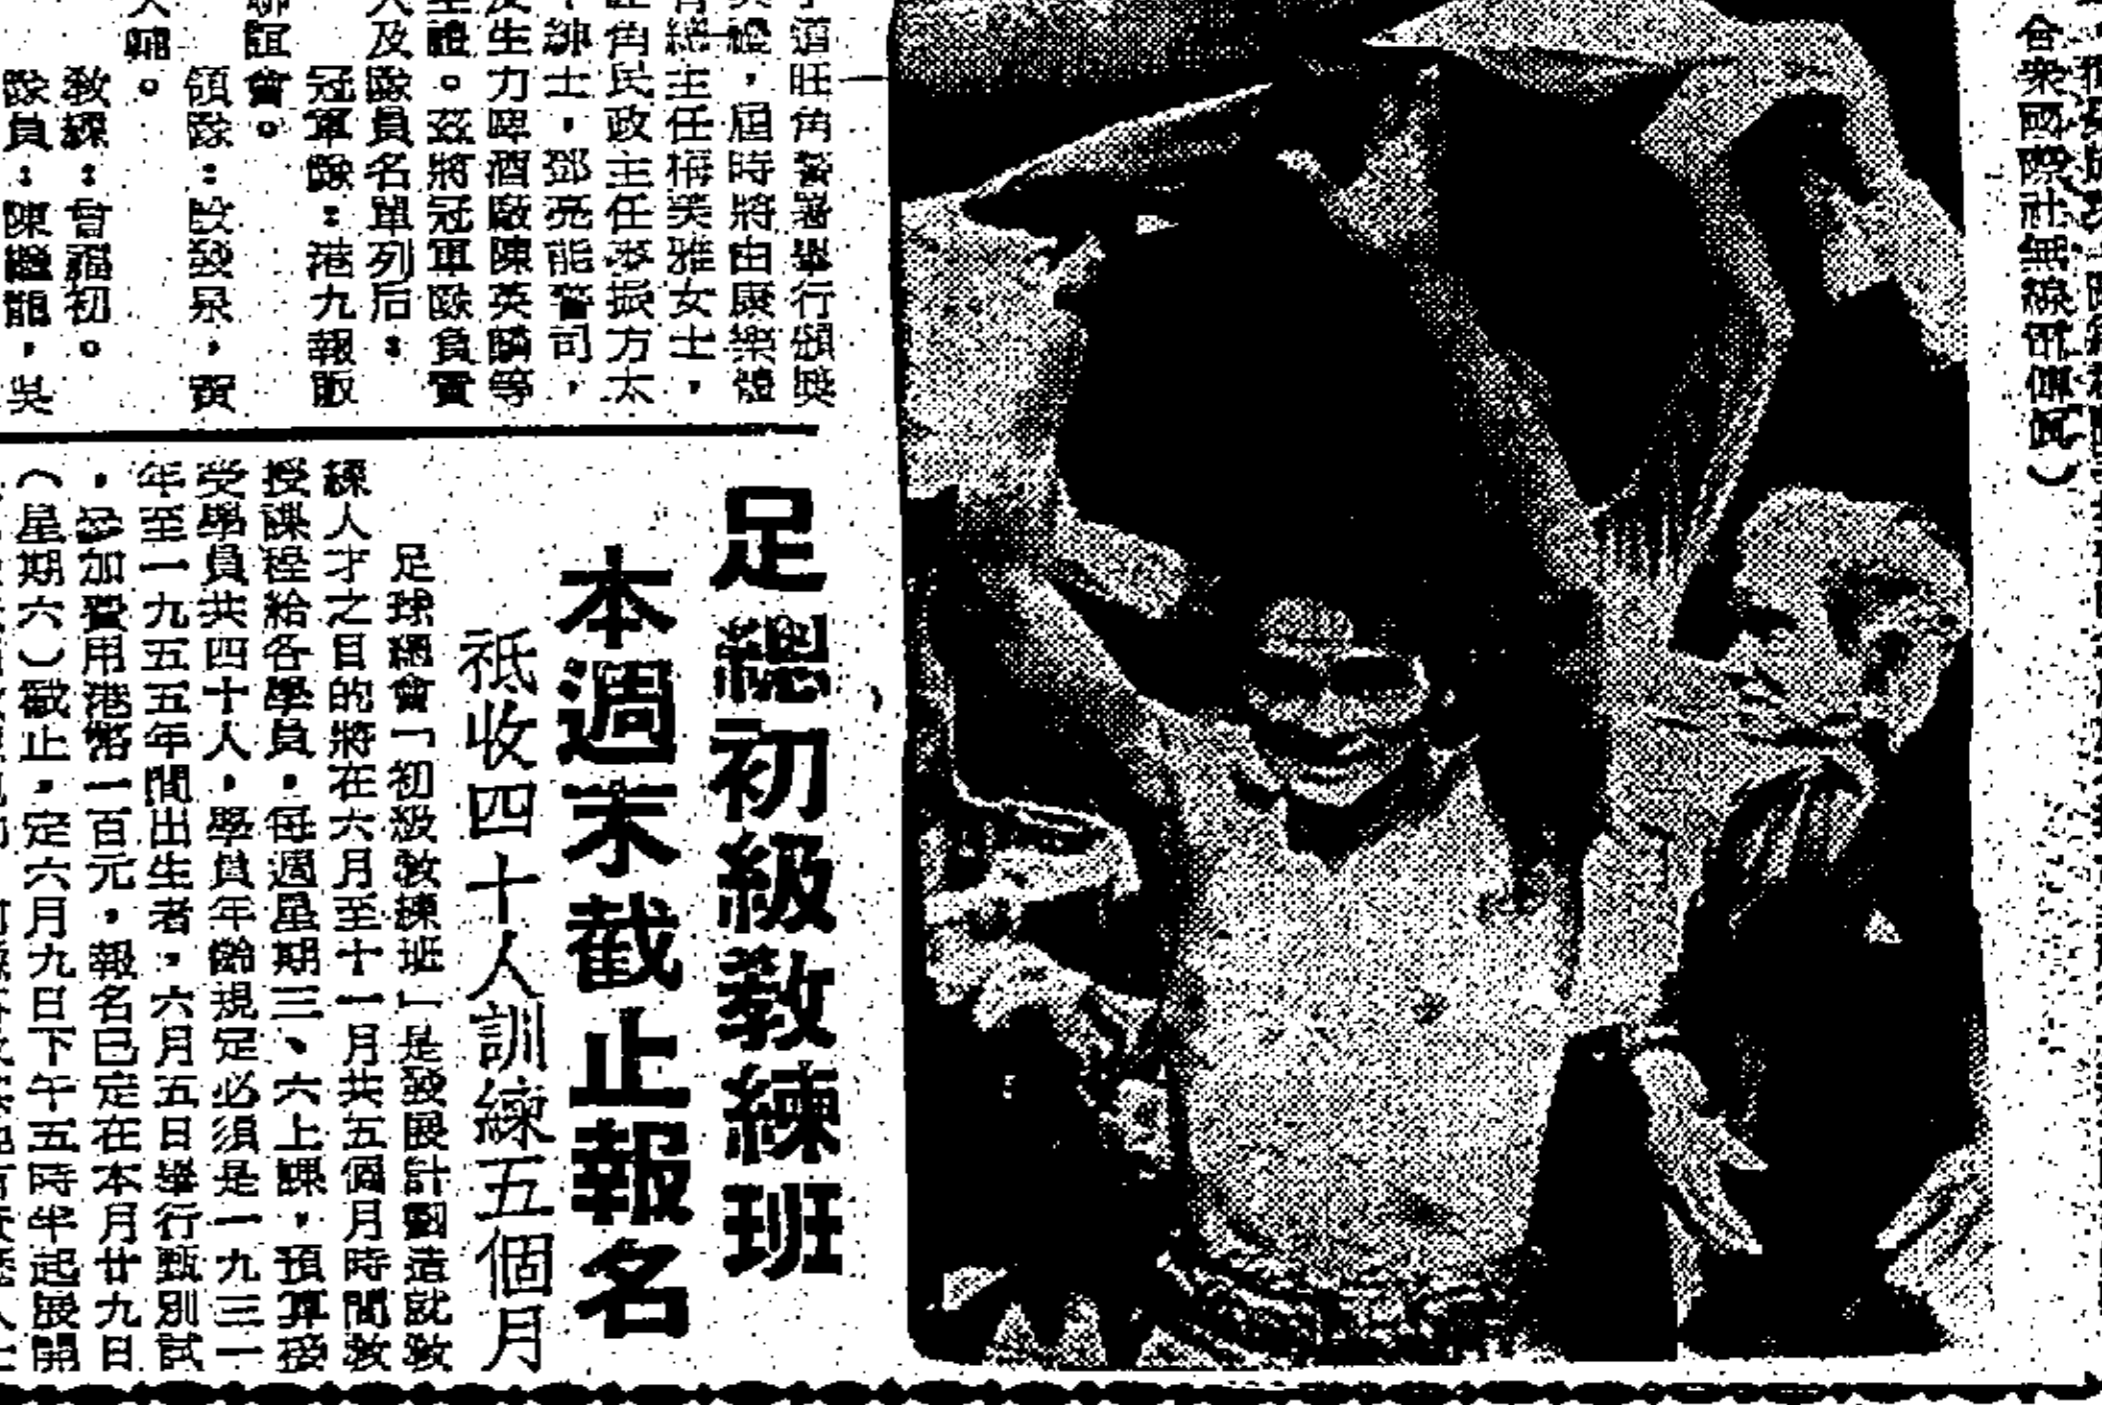 合衆國際社無線電傳真）
道旺角警署舉行頒獎
，屆時將由康樂體
主任梅美雅女士，
角民政主任麥振方太
紳士，鄧亮能警司，
生力啤酒廠陳英麟等
。茲將冠軍隊負責
人及隊員名單列后：
冠軍隊：港九報販
聯誼會。
領隊：
教練：曾福初。
隊員：陳繼龍，吳
足總初級教練班
本週末截止報名
祇收四十人訓練五個月
足球總會「初級教練班」是發展計劃造就教
練人才之目的將在六月至十一月共五個月時間教
授課程給各學員，每週星期三、六上課，預算接
受學員共四十人，學員年齡規定必須是一九三一
年至一九五五年間出生者，六月五日舉行甄別試
，參加費用港幣一百元，報名已定在本月廿九日
（星期六）截止，定六月九日下午五時半起展開